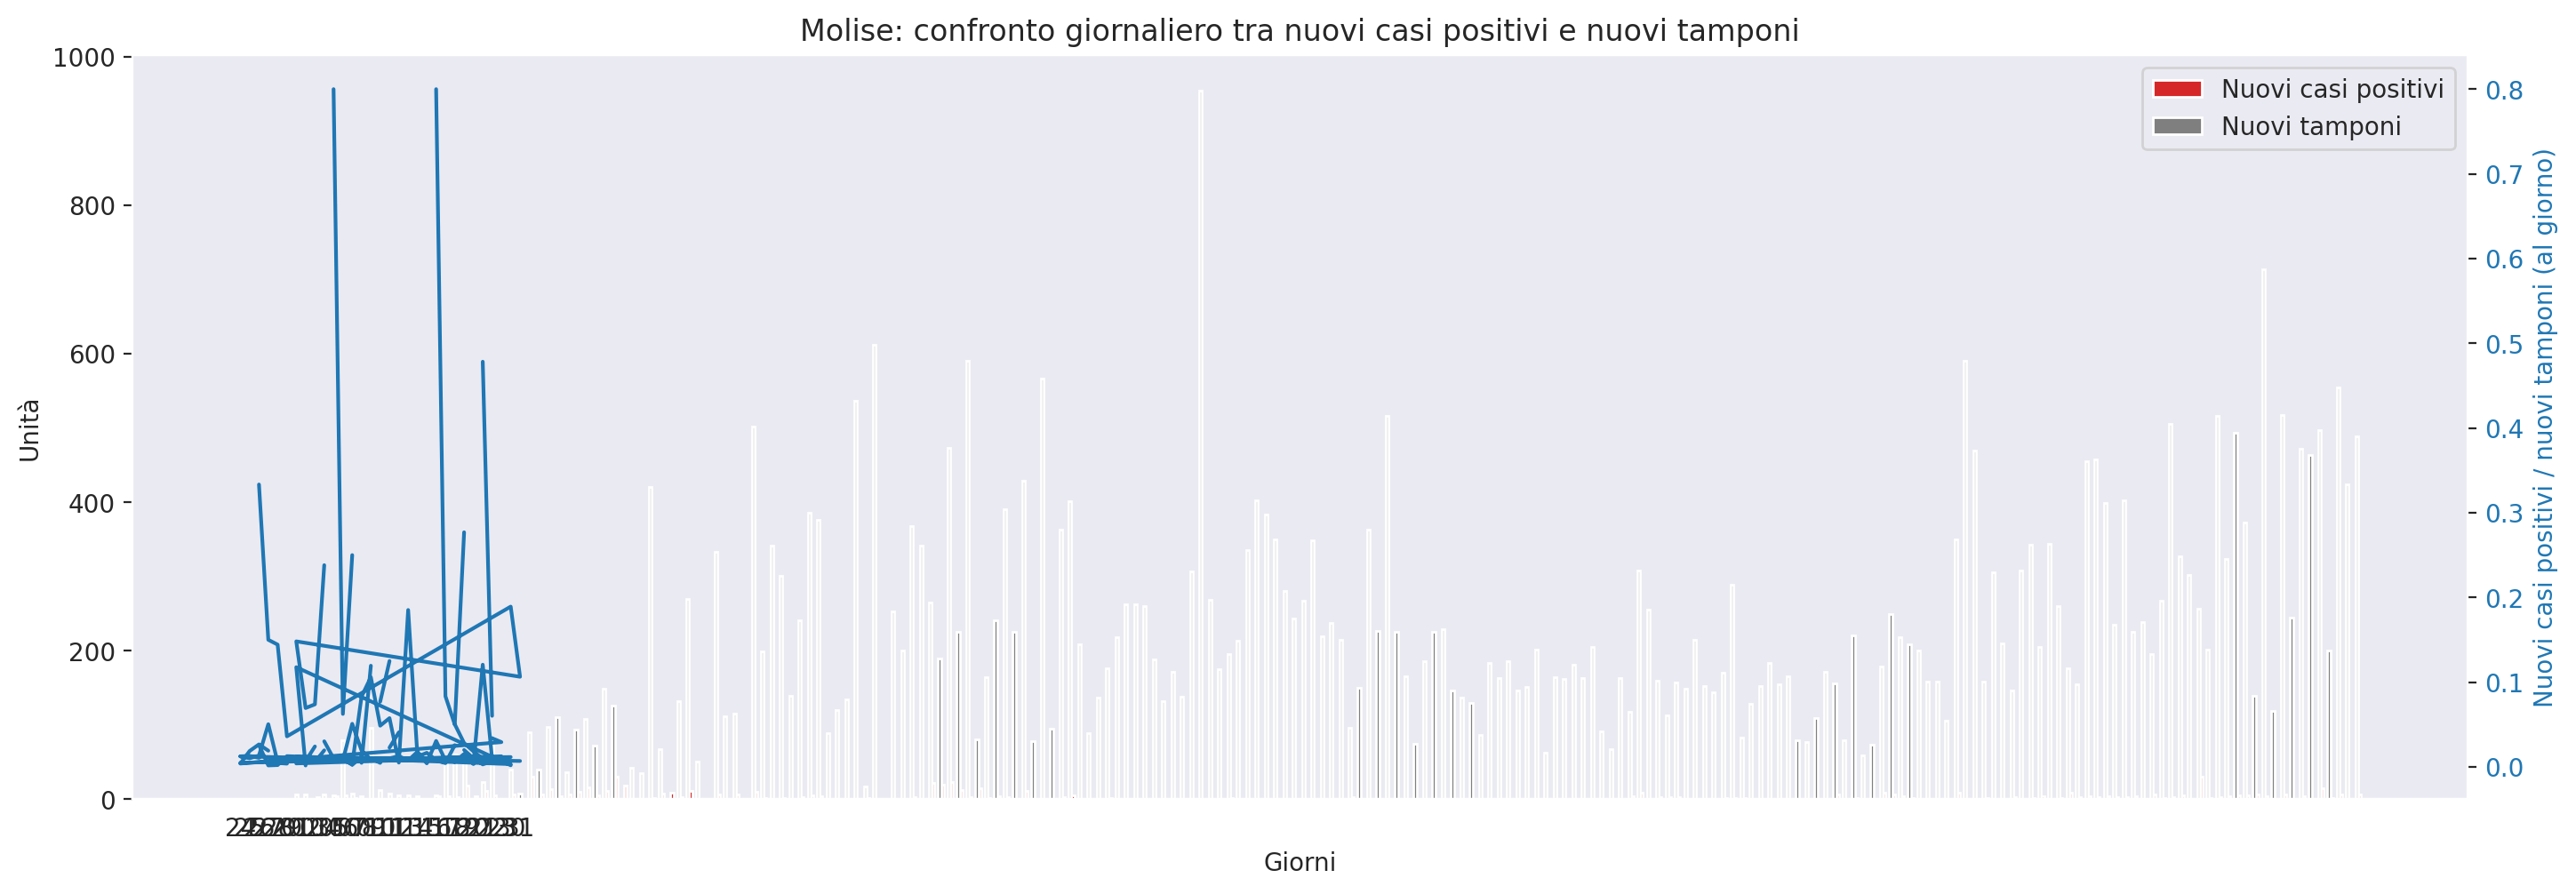 Molise: confronto giornaliero tra nuovi casi positivi e nuovi tamponi
1000
800
600
400
200
0
Unità
Nuovi casi positivi
Nuovi tamponi
0.8
0.7
0.6
0.5
0.4
0.3
0.2
0.1
0.0
Nuovi casi positivi / nuovi tamponi (al giorno)
Giorni